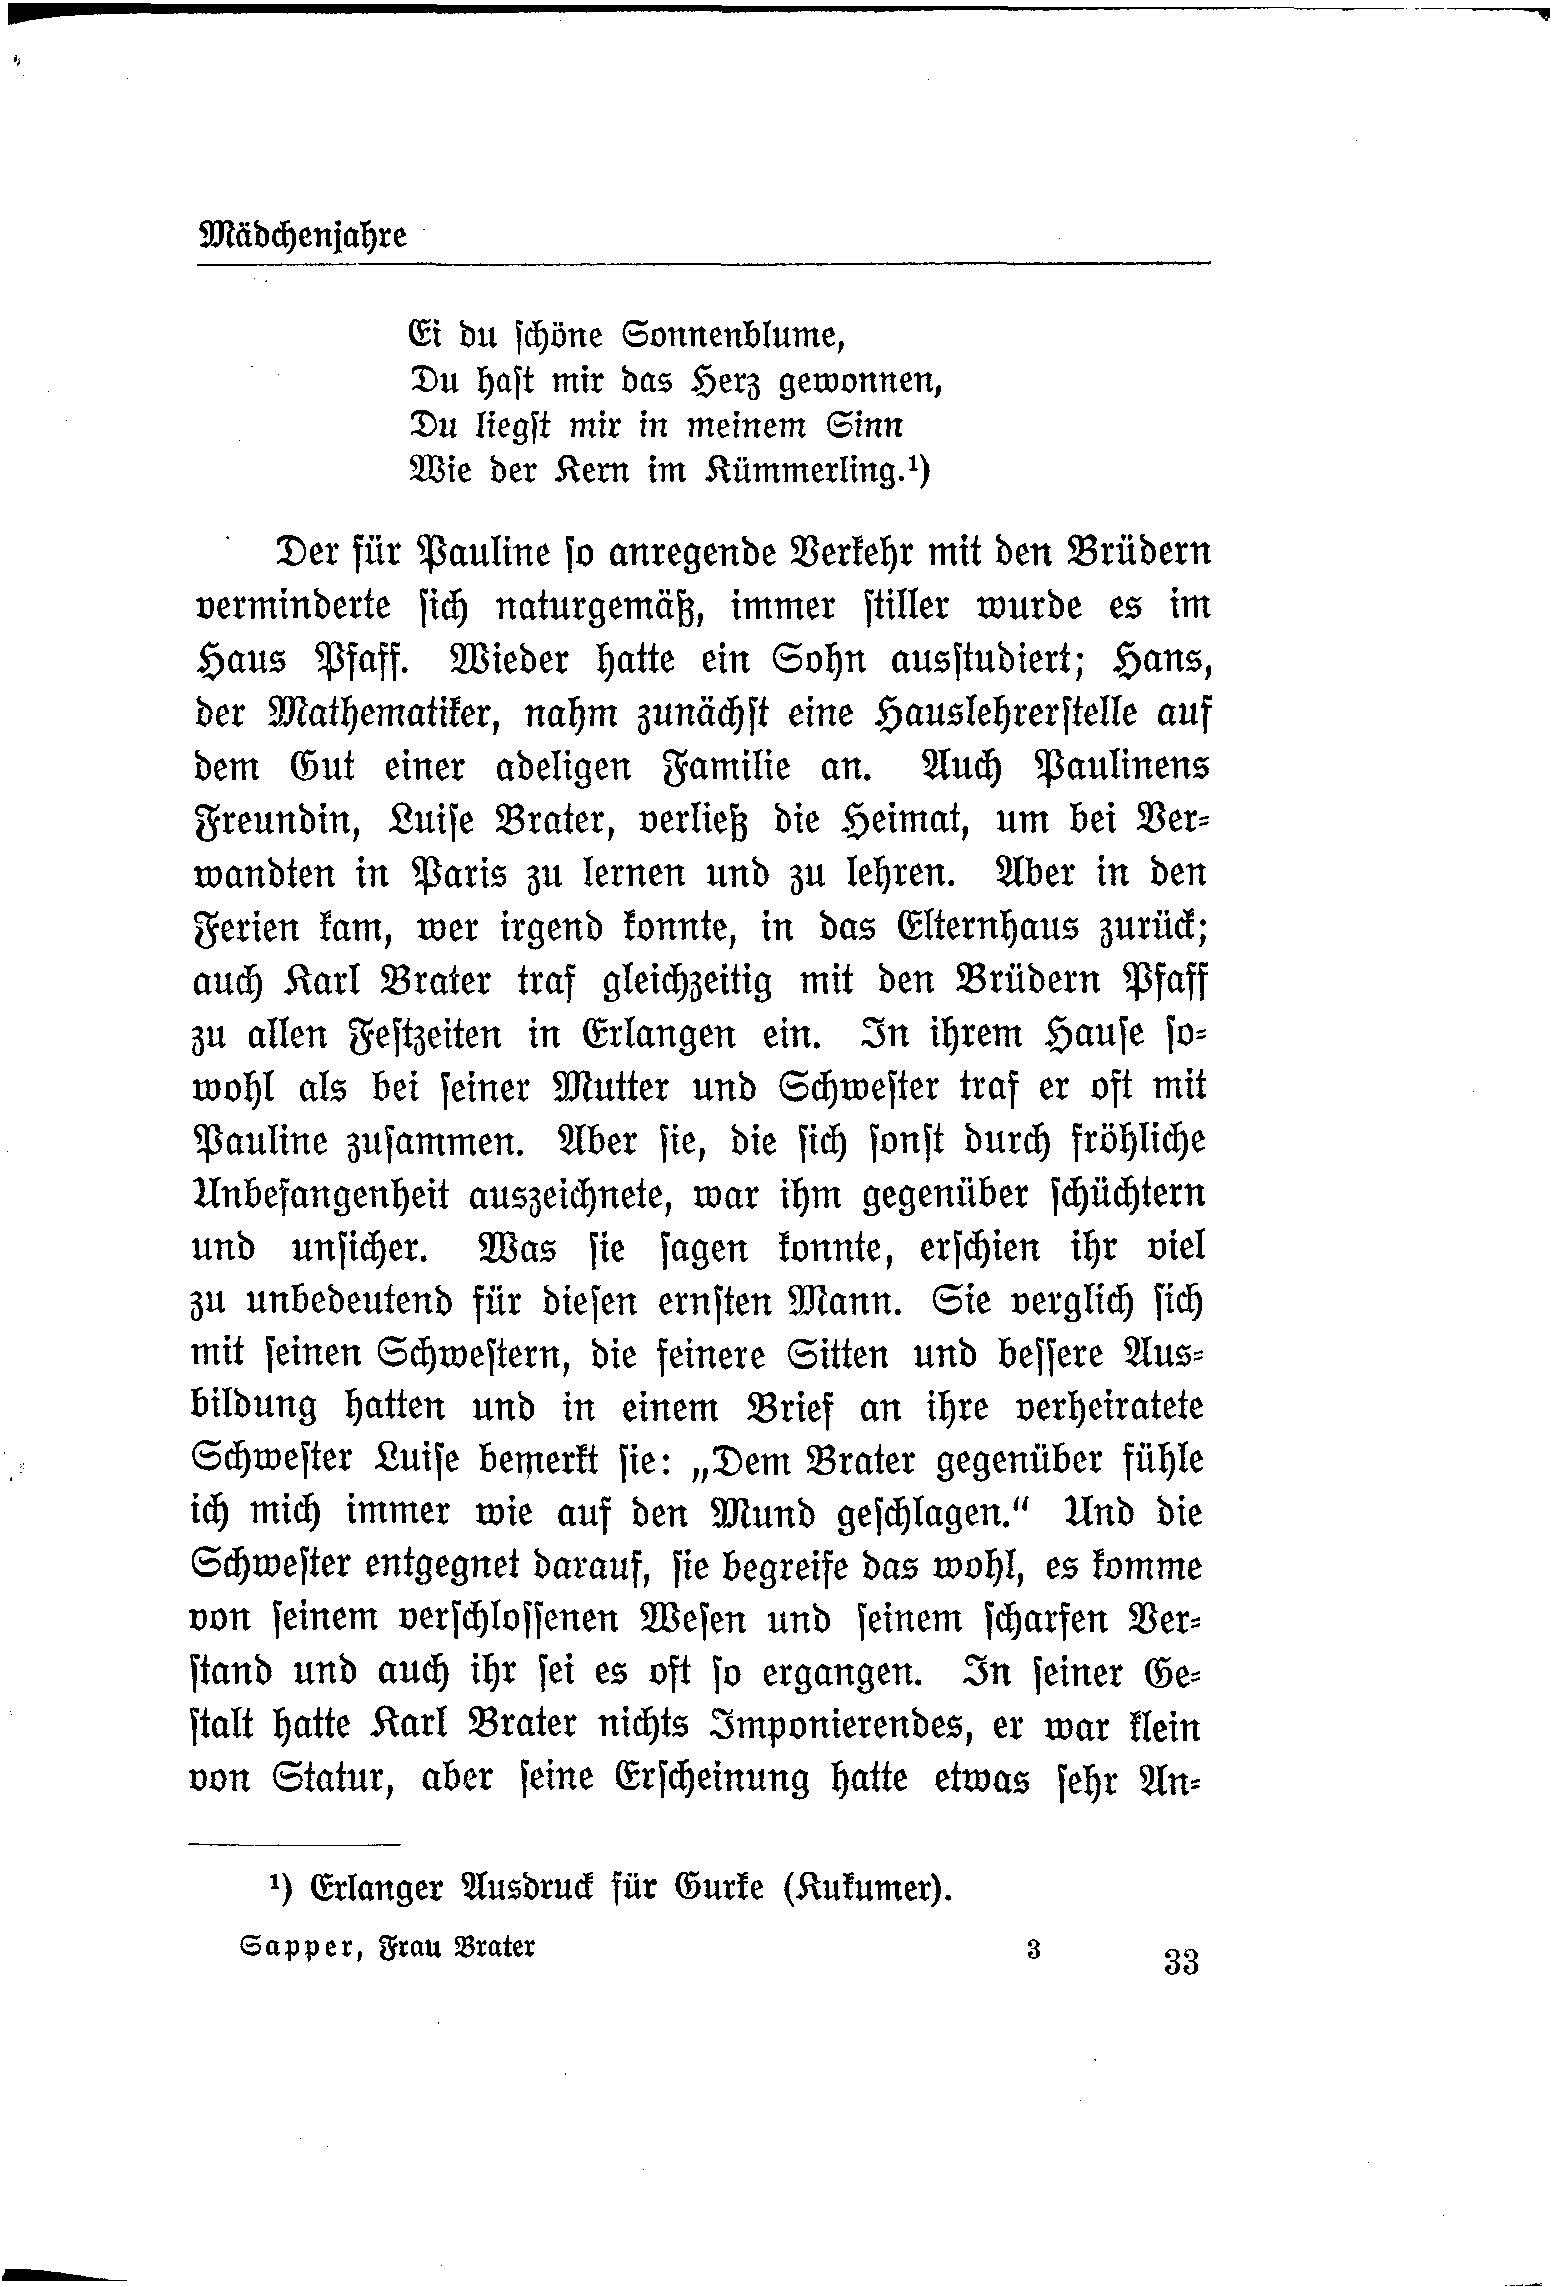 Mädchenjahre
Ei du schöne Sonnenblume,
Du hast mir das Herz gewonnen,
Du liegst mir in meinem Sinn
Wie der Kern im Kümmerling.¹)
Der für Pauline so anregende Verkehr mit den Brüdern
verminderte sich naturgemäß, immer stiller wurde es im
Haus Pfaff. Wieder hatte ein Sohn ausstudiert; Hans,
der Mathematiker, nahm zunächst eine Hauslehrerstelle auf
dem Gut einer adeligen Familie an. Auch Paulinens
Freundin, Luise Brater, verließ die Heimat, um bei Ver-
wandten in Paris zu lernen und zu lehren. Aber in den
Ferien kam, wer irgend konnte, in das Elternhaus zurück;
auch Karl Brater traf gleichzeitig mit den Brüdern Pfaff
zu allen Festzeiten in Erlangen ein. In ihrem Hause so-
wohl als bei seiner Mutter und Schwester traf er oft mit
Pauline zusammen. Aber sie, die sich sonst durch fröhliche
Unbefangenheit auszeichnete, war ihm gegenüber schüchtern
und unsicher. Was sie sagen konnte, erschien ihr viel
zu unbedeutend für diesen ernsten Mann. Sie verglich sich
mit seinen Schwestern, die feinere Sitten und bessere Aus-
bildung hatten und in einem Brief an ihre verheiratete
Schwester Luise bemerkt sie: „Dem Brater gegenüber fühle
ich mich immer wie auf den Mund geschlagen.“ Und die
Schwester entgegnet darauf, sie begreife das wohl, es komme
von seinem verschlossenen Wesen und seinem scharfen Ver-
stand und auch ihr sei es oft so ergangen. In seiner Ge-
stalt hatte Karl Brater nichts Imponierendes, er war klein
von Statur, aber seine Erscheinung hatte etwas sehr An-
¹) Erlanger Ausdruck für Gurke (Kukumer).
Sapper, Frau Brater 3 33